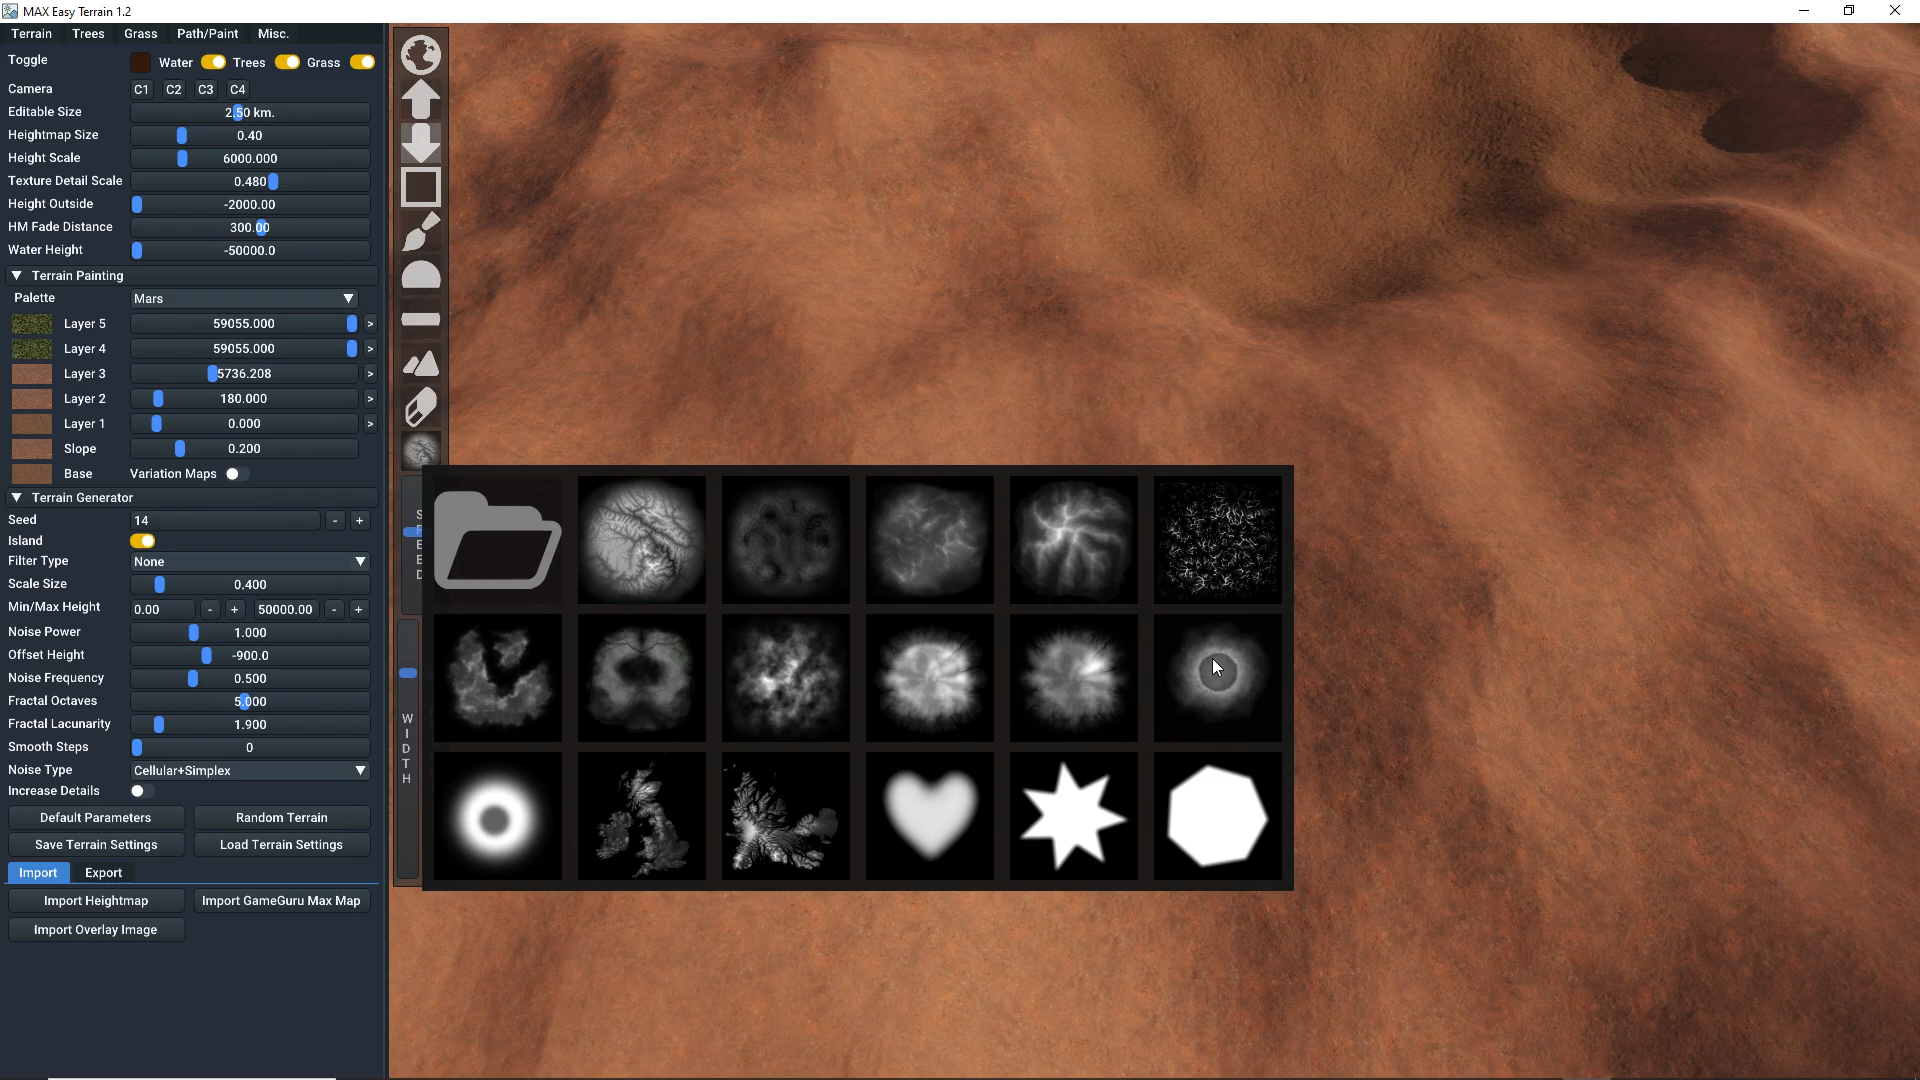 MAX Easy Terrain 1.2
Terrain Trees Grass Path/Paint Misc.
Toggle Water Trees Grass
Camera C1 C2 C3 C4
Editable Size 2.50 km.
Heightmap Size 0.40
Height Scale 6000.000
Texture Detail Scale 0.480
Height Outside -2000.00
HM Fade Distance 300.00
Water Height -50000.0
Terrain Painting
Palette Mars
Layer 5 59055.000 >
Layer 4 59055.000 >
Layer 3 5736.208 >
Layer 2 180.000 >
Layer 1 0.000 >
Slope 0.200
Base Variation Maps
Terrain Generator
Seed 14 - +
Island
Filter Type None
Scale Size 0.400
Min/Max Height 0.00 - + 50000.00 - +
Noise Power 1.000
Offset Height -900.0
Noise Frequency 0.500
Fractal Octaves 5.000
Fractal Lacunarity 1.900
Smooth Steps 0
Noise Type Cellular+Simplex
Increase Details
Default Parameters Random Terrain
Save Terrain Settings Load Terrain Settings
Import Export
Import Heightmap Import GameGuru Max Map
Import Overlay Image
WIDTH